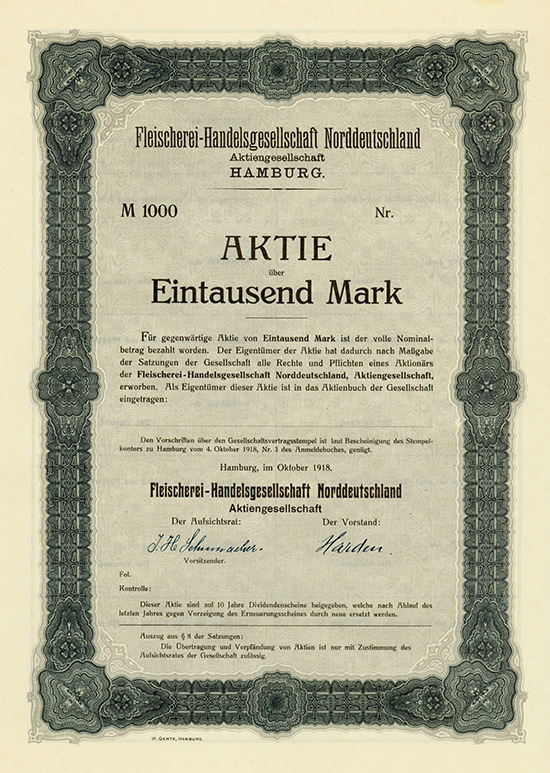 Fleischerei-Handelsgesellschaft Norddeutschland
Aktiengesellschaft
HAMBURG.
M 1000 Nr.
AKTIE
über
Eintausend Mark
Für gegenwärtige Aktie von Eintausend Mark ist der volle Nominal-
betrag bezahlt worden. Der Eigentümer der Aktie hat dadurch nach Maßgabe
der Satzungen der Gesellschaft alle Rechte und Pflichten eines Aktionärs
der Fleischerei-Handelsgesellschaft Norddeutschland, Aktiengesellschaft,
erworben. Als Eigentümer dieser Aktie ist in das Aktienbuch der Gesellschaft
eingetragen:
Den Vorschriften über den Gesellschaftsvertragsstempel ist laut Bescheinigung des Stempel-
kontors zu Hamburg vom 4. Oktober 1918, Nr. 3 des Anmeldebuches, genügt.
Hamburg, im Oktober 1918.
Fleischerei-Handelsgesellschaft Norddeutschland
Aktiengesellschaft
Der Aufsichtsrat: Der Vorstand:
J. H. Schumacher. Harden.
Vorsitzender.
Fol.
Kontrolle:
Dieser Aktie sind auf 10 Jahre Dividendenscheine beigegeben, welche nach Ablauf des
letzten Jahres gegen Vorzeigung des Erneuerungsscheines durch neue ersetzt werden.
Auszug aus § 8 der Satzungen:
Die Übertragung und Verpfändung von Aktien ist nur mit Zustimmung des
Aufsichtsrates der Gesellschaft zulässig.
W. GENTE, HAMBURG.